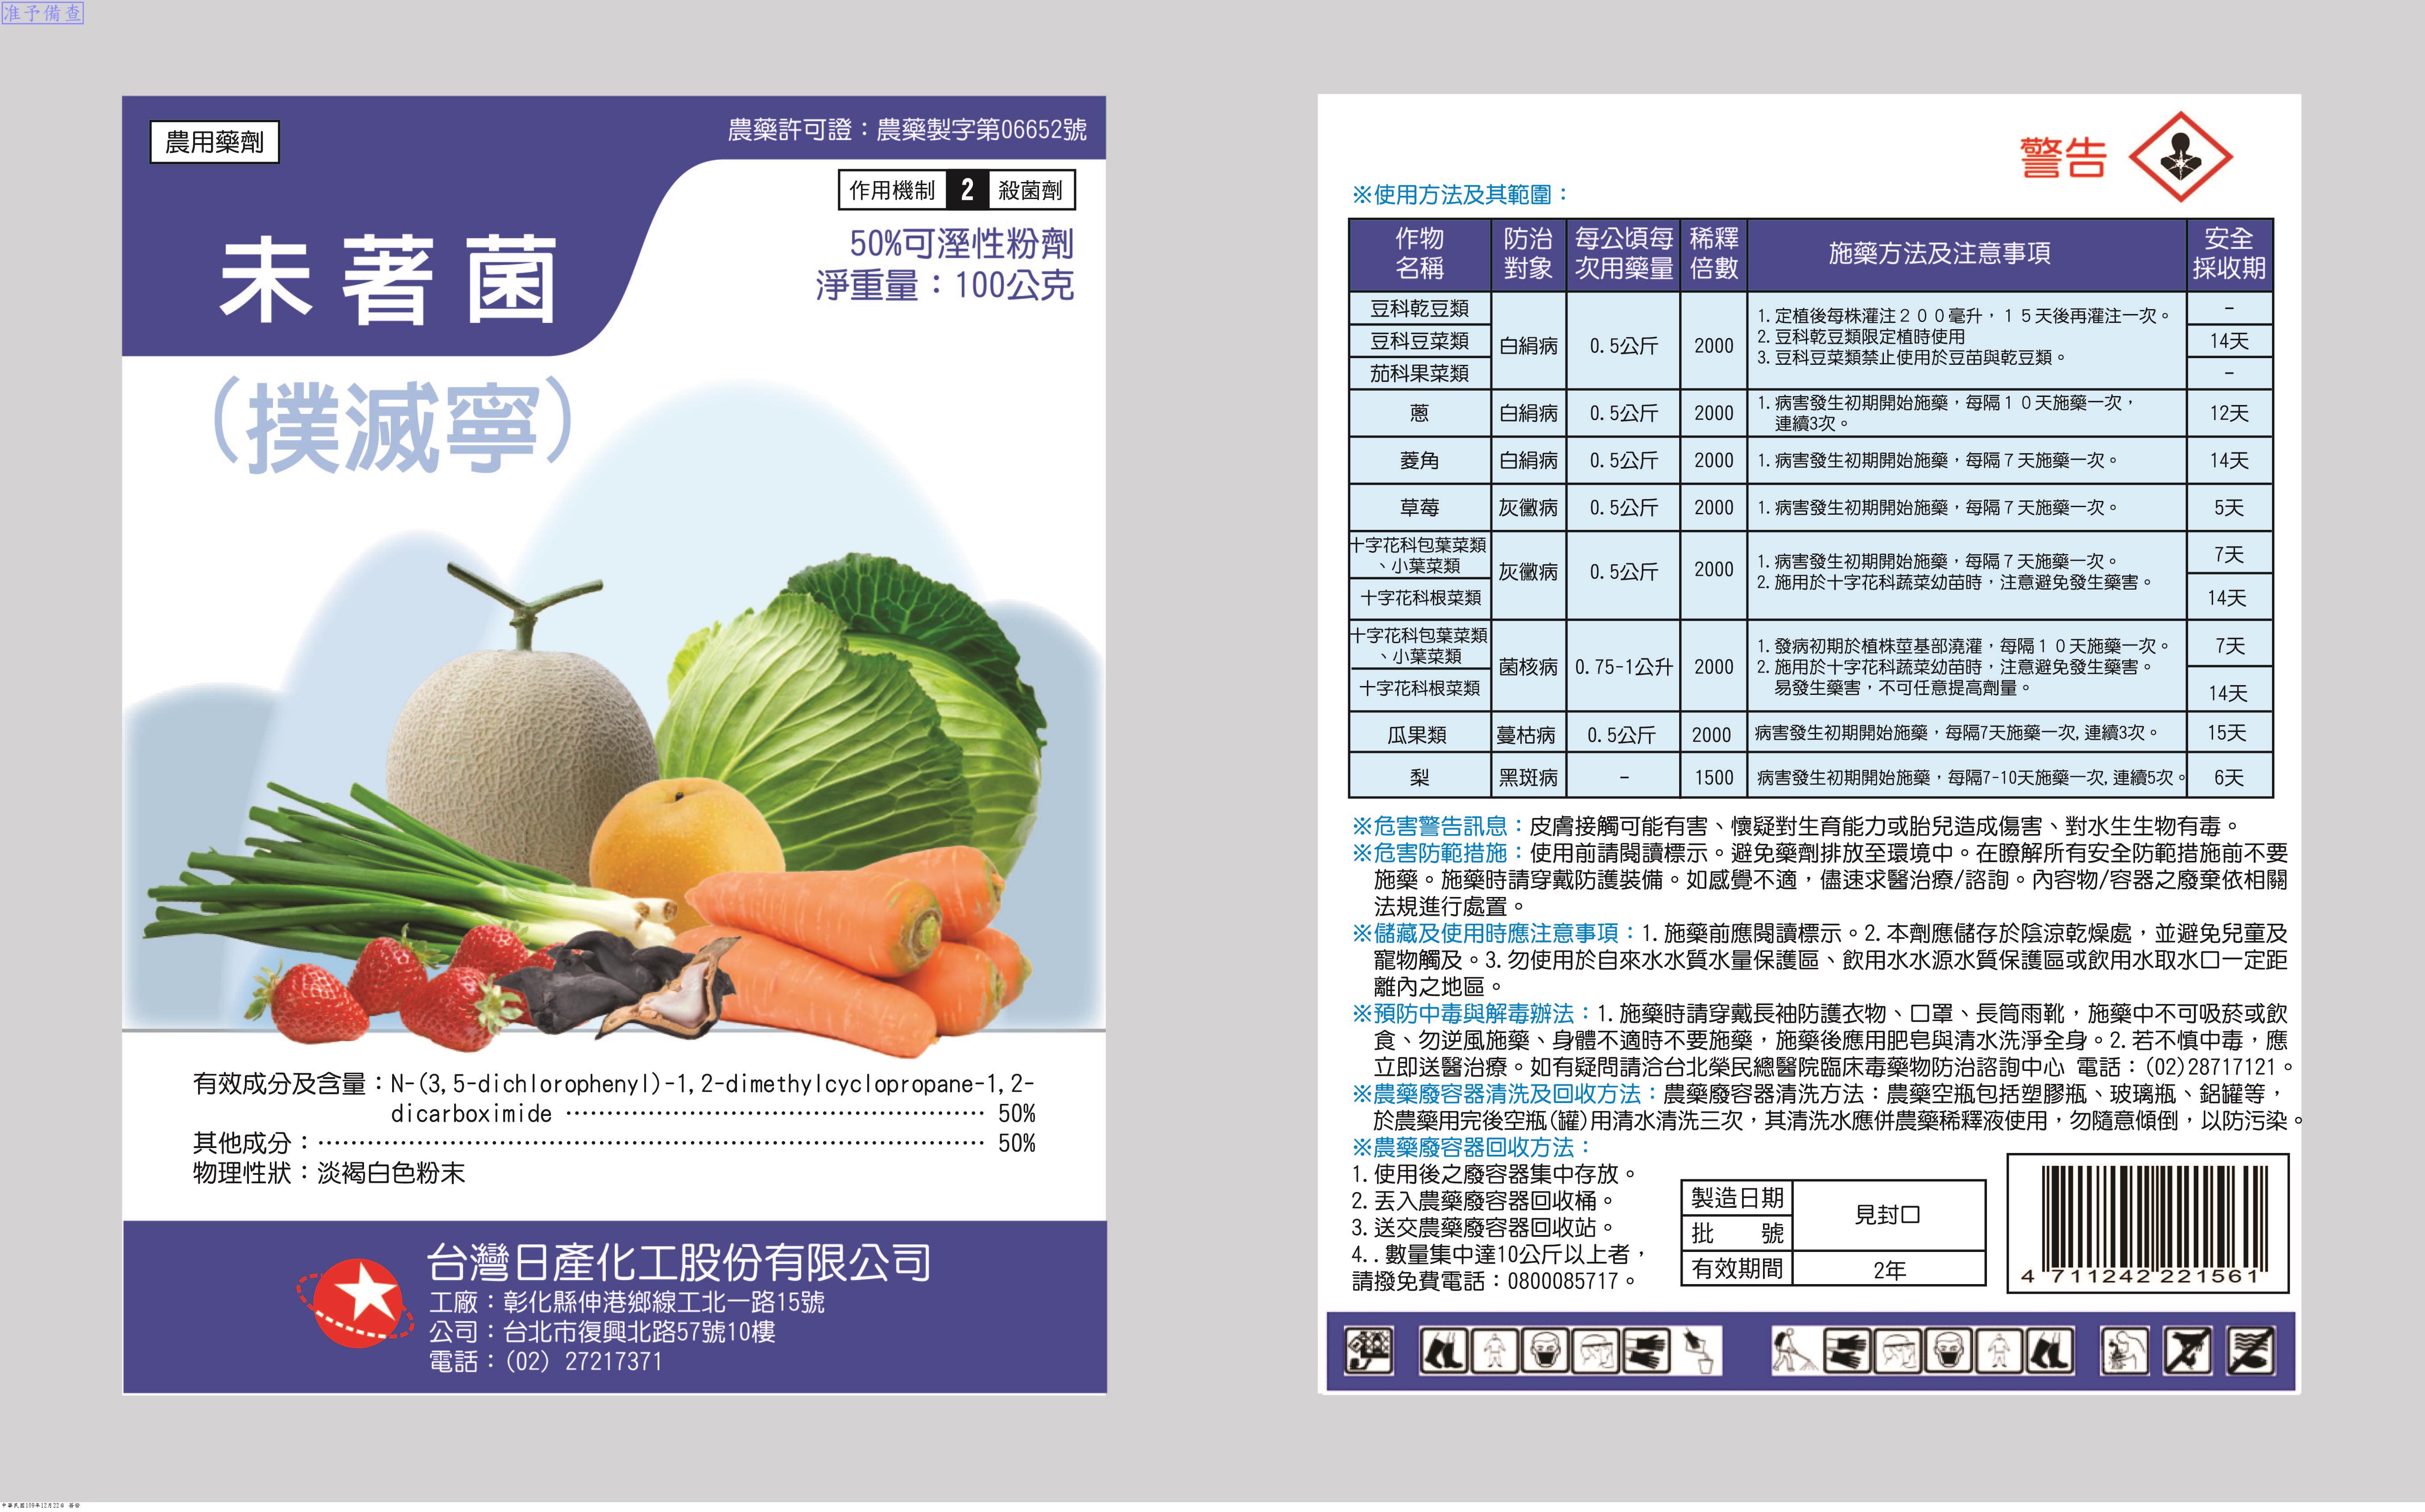 准予備查
農用藥劑
農藥許可證：農藥製字第06652號
作用機制 2 殺菌劑
未著菌
50%可溼性粉劑
淨重量：100公克
（撲滅寧）
有效成分及含量：N-(3,5-dichlorophenyl)-1,2-dimethylcyclopropane-1,2-
dicarboximide ………………………………………… 50%
其他成分：………………………………………………………………… 50%
物理性狀：淡褐白色粉末
台灣日產化工股份有限公司
工廠：彰化縣伸港鄉線工北一路15號
公司：台北市復興北路57號10樓
電話：(02) 27217371
警告
※使用方法及其範圍：
作物名稱 防治對象 每公頃每次用藥量 稀釋倍數 施藥方法及注意事項 安全採收期
豆科乾豆類 -
豆科豆菜類 14天
茄科果菜類 -
白絹病 0.5公斤 2000
1.定植後每株灌注２００毫升，１５天後再灌注一次。
2.豆科乾豆類限定植時使用
3.豆科豆菜類禁止使用於豆苗與乾豆類。
蔥 白絹病 0.5公斤 2000 1.病害發生初期開始施藥，每隔１０天施藥一次，
連續3次。 12天
菱角 白絹病 0.5公斤 2000 1.病害發生初期開始施藥，每隔７天施藥一次。 14天
草莓 灰黴病 0.5公斤 2000 1.病害發生初期開始施藥，每隔７天施藥一次。 5天
十字花科包葉菜類
、小葉菜類 7天
十字花科根菜類 14天
灰黴病 0.5公斤 2000
1.病害發生初期開始施藥，每隔７天施藥一次。
2.施用於十字花科蔬菜幼苗時，注意避免發生藥害。
十字花科包葉菜類
、小葉菜類 7天
十字花科根菜類 14天
菌核病 0.75-1公升 2000
1.發病初期於植株莖基部澆灌，每隔１０天施藥一次。
2.施用於十字花科蔬菜幼苗時，注意避免發生藥害。
易發生藥害，不可任意提高劑量。
瓜果類 蔓枯病 0.5公斤 2000 病害發生初期開始施藥，每隔7天施藥一次,連續3次。 15天
梨 黑斑病 - 1500 病害發生初期開始施藥，每隔7-10天施藥一次,連續5次。 6天
※危害警告訊息：皮膚接觸可能有害、懷疑對生育能力或胎兒造成傷害、對水生生物有毒。
※危害防範措施：使用前請閱讀標示。避免藥劑排放至環境中。在瞭解所有安全防範措施前不要
施藥。施藥時請穿戴防護裝備。如感覺不適，儘速求醫治療/諮詢。內容物/容器之廢棄依相關
法規進行處置。
※儲藏及使用時應注意事項：1.施藥前應閱讀標示。2.本劑應儲存於陰涼乾燥處，並避免兒童及
寵物觸及。3.勿使用於自來水水質水量保護區、飲用水水源水質保護區或飲用水取水口一定距
離內之地區。
※預防中毒與解毒辦法：1.施藥時請穿戴長袖防護衣物、口罩、長筒雨靴，施藥中不可吸菸或飲
食、勿逆風施藥、身體不適時不要施藥，施藥後應用肥皂與清水洗淨全身。2.若不慎中毒，應
立即送醫治療。如有疑問請洽台北榮民總醫院臨床毒藥物防治諮詢中心 電話：(02)28717121。
※農藥廢容器清洗及回收方法：農藥廢容器清洗方法：農藥空瓶包括塑膠瓶、玻璃瓶、鋁罐等，
於農藥用完後空瓶(罐)用清水清洗三次，其清洗水應併農藥稀釋液使用，勿隨意傾倒，以防污染。
※農藥廢容器回收方法：
1.使用後之廢容器集中存放。
2.丟入農藥廢容器回收桶。
3.送交農藥廢容器回收站。
4..數量集中達10公斤以上者，
請撥免費電話：0800085717。
製造日期
批　　號
見封口
有效期間 2年
4 711242 221561
中華民國109年12月22日 簽發